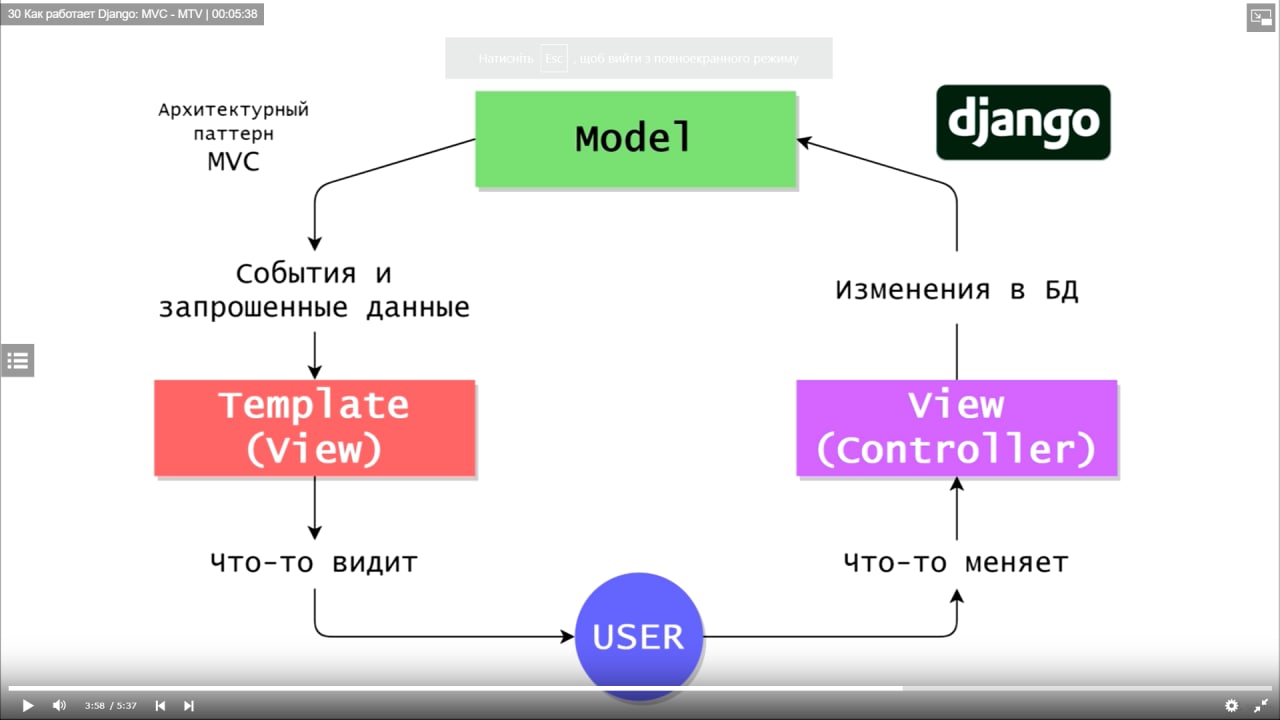 30 Как работает Django: MVC - MTV | 00:05:38
Натисніть Esc , щоб вийти з повноекранного режиму
Архитектурный
паттерн
MVC
Model
django
События и
запрошенные данные
Изменения в БД
Template
(View)
View
(Controller)
Что-то видит
Что-то меняет
USER
3:58 / 5:37